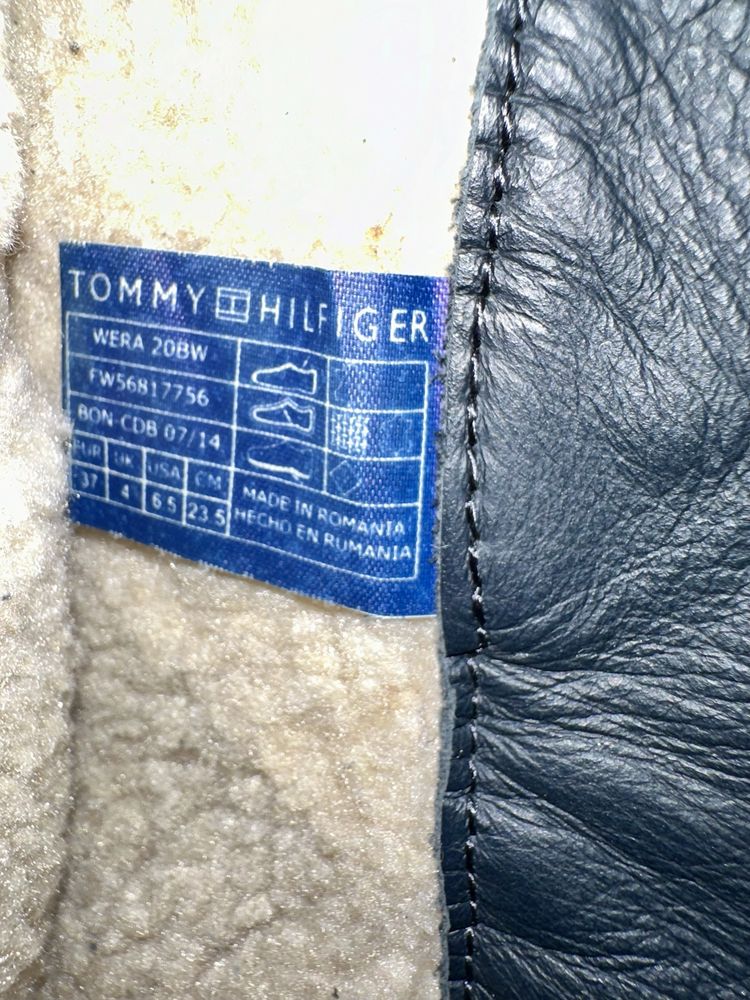 TOMMY HILFIGER
WERA 20BW
FW56817756
BON-CDB 07/14
EUR UK USA CM
37 4 6.5 23.5
MADE IN ROMANIA
HECHO EN RUMANIA